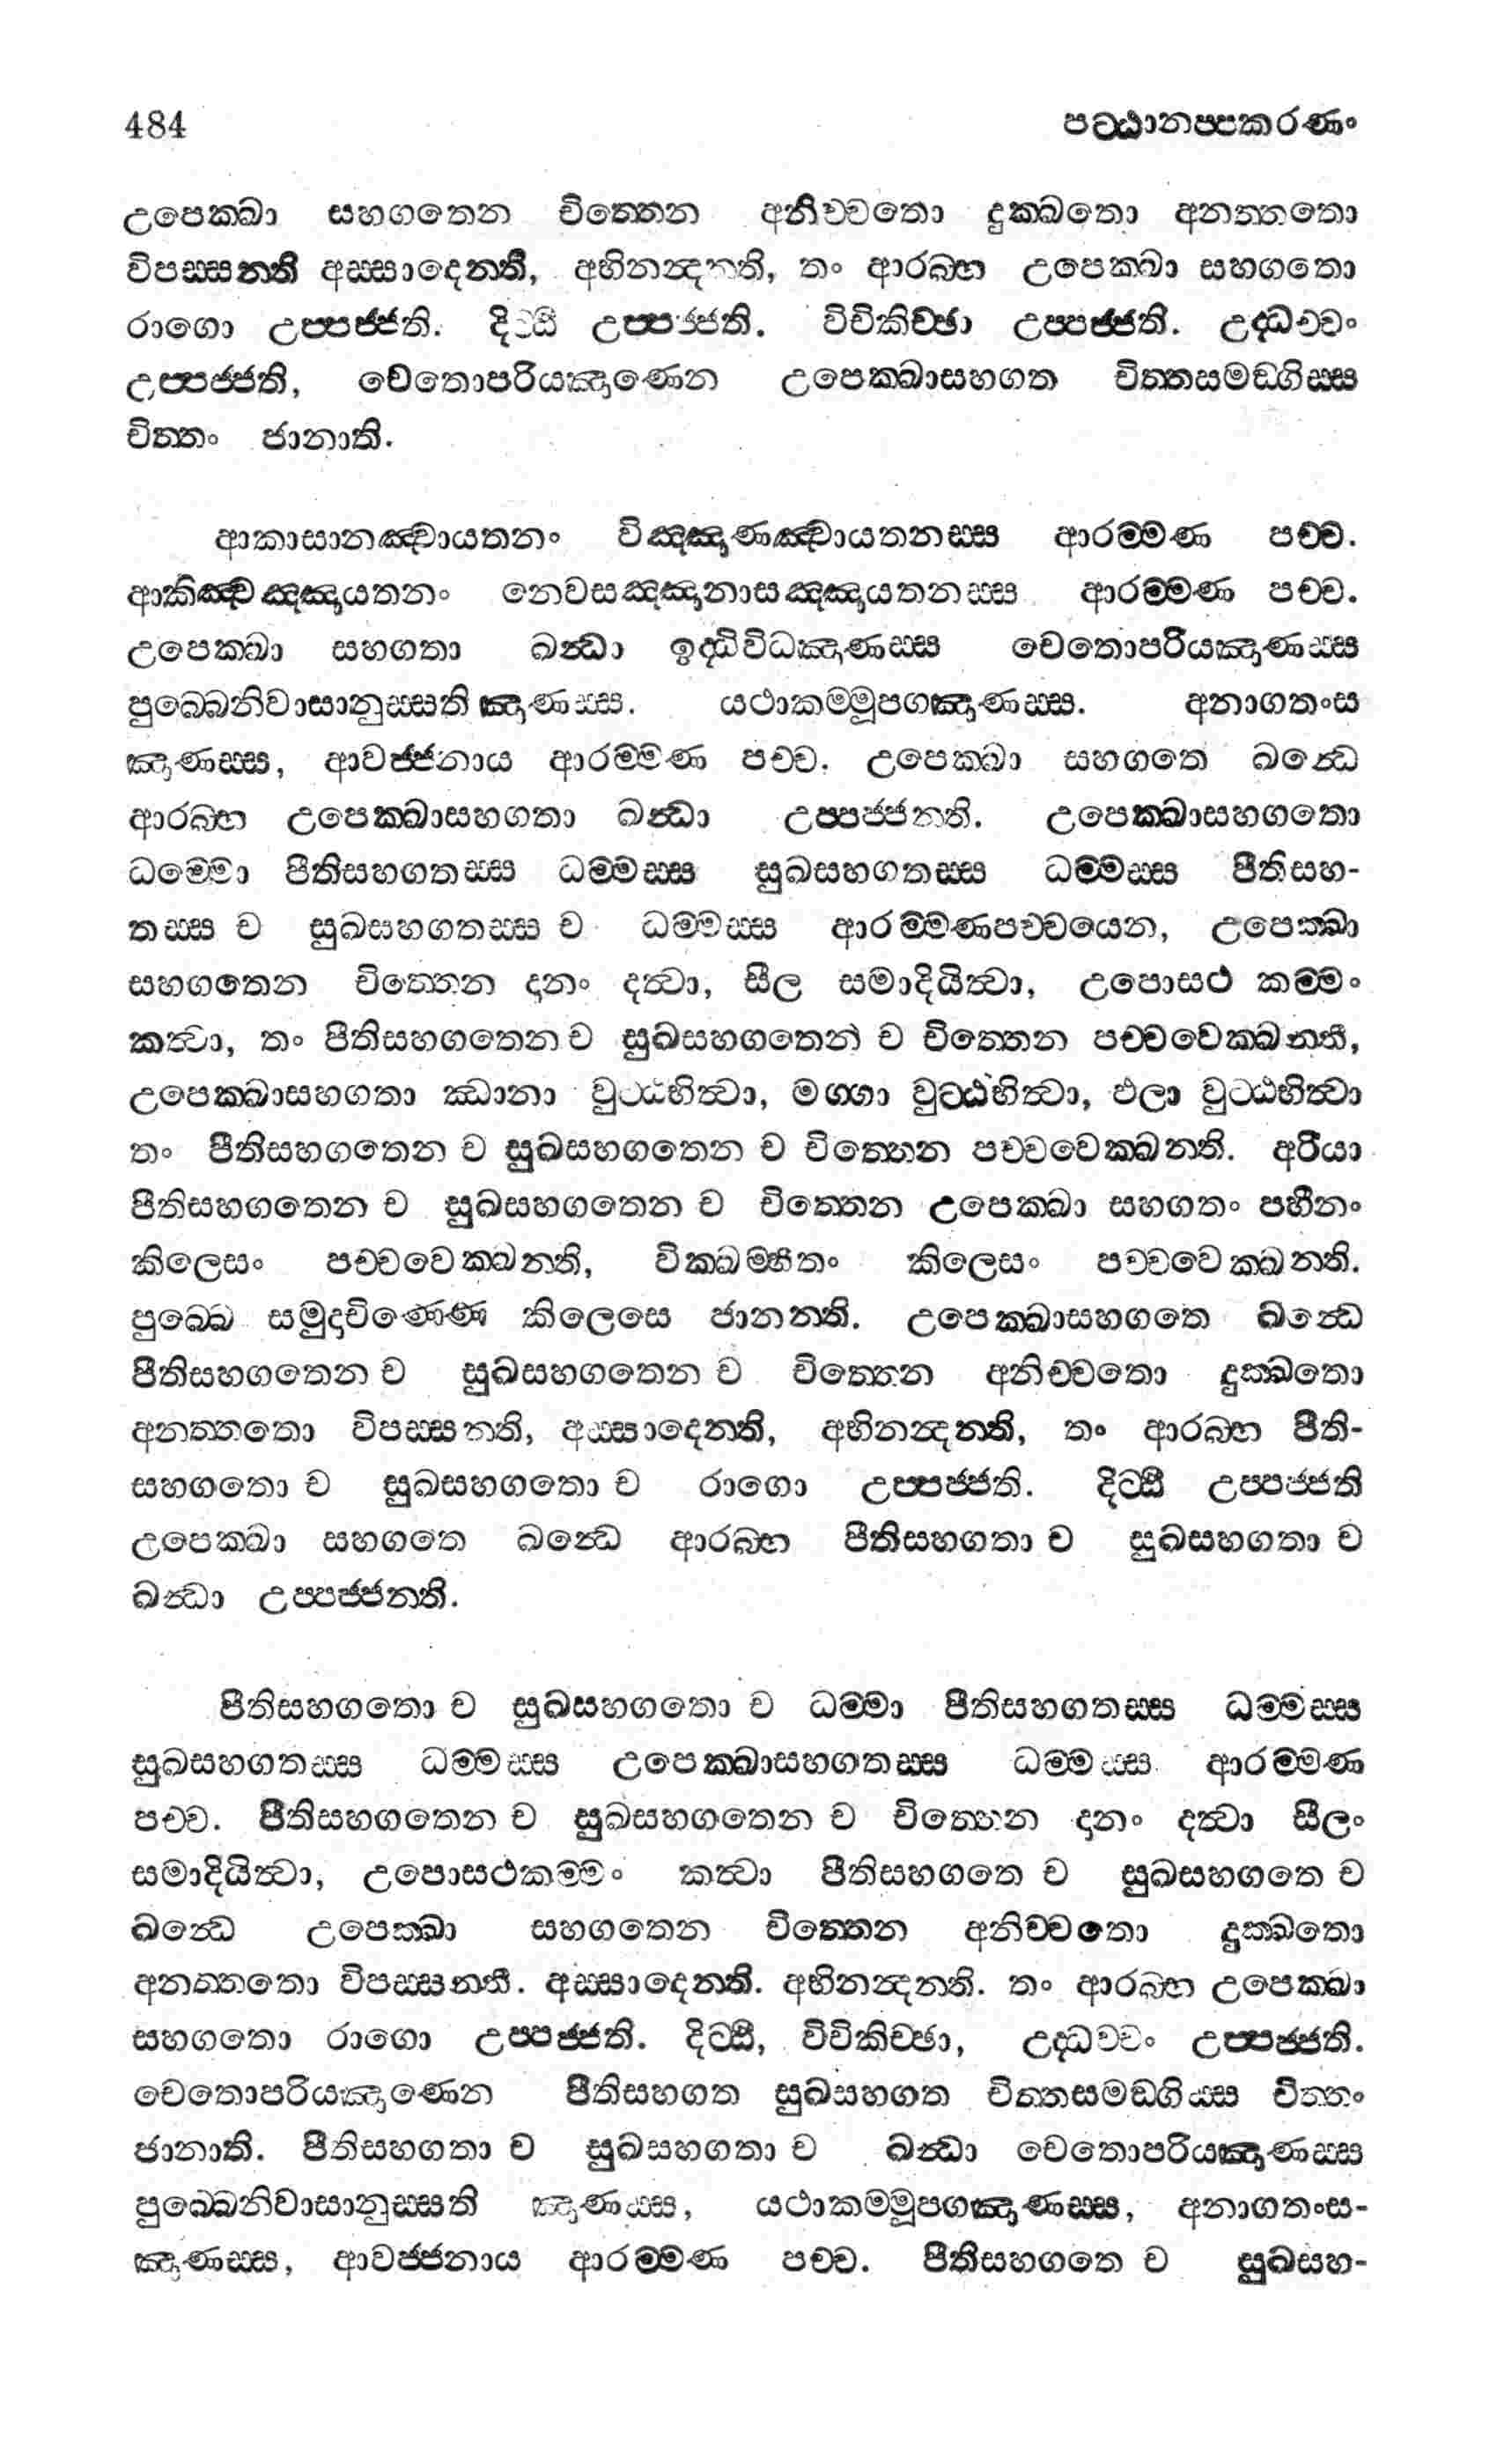 484 පට්ඨානප්පකරණං
උපෙක්ඛා සහගතෙන චිත්තෙන අනිච්චතො දුක්ඛතො අනත්තතො
විපස්සන්ති අස්සාදෙන්තී, අභිනන්දන්ති, තං ආරබ්භ උපෙක්ඛා සහගතො
රාගො උප්පජ්ජති. දිට්ඨි උප්පජ්ජති. විචිකිච්ඡා උප්පජ්ජති. උද්ධච්චං
උප්පජ්ජති, චෙතොපරියඤාණෙන උපෙක්ඛාසහගත චිත්තසමඞ්ගිස්ස
චිත්තං ජානාති.
ආකාසානඤ්චායතනං විඤ්ඤාණඤ්චායතනස්ස ආරම්මණ පච්ච.
ආකිඤ්චඤ්ඤායතනං නෙවසඤ්ඤානාසඤ්ඤායතනස්ස ආරම්මණ පච්ච.
උපෙක්ඛා සහගතා ඛන්ධා ඉද්ධිවිධඤාණස්ස චෙතොපරියඤාණස්ස
පුබ්බෙනිවාසානුස්සති ඤාණස්ස. යථාකම්මූපගඤාණස්ස. අනාගතංස
ඤාණස්ස, ආවජ්ජනාය ආරම්මණ පච්ච. උපෙක්ඛා සහගතෙ ඛන්ධෙ
ආරබ්භ උපෙක්ඛාසහගතා ඛන්ධා උප්පජ්ජන්ති. උපෙක්ඛාසහගතො
ධම්මො පීතිසහගතස්ස ධම්මස්ස සුඛසහගතස්ස ධම්මස්ස පීතිසහ-
තස්ස ච සුඛසහගතස්ස ච ධම්මස්ස ආරම්මණපච්චයෙන, උපෙක්ඛා
සහගතෙන චිත්තෙන දානං දත්වා, සීල සමාදියිත්වා, උපොසථ කම්මං
කත්වා, තං පීතිසහගතෙන ච සුඛසහගතෙන ච චිත්තෙන පච්චවෙක්ඛන්තී,
උපෙක්ඛාසහගතා ඣානා වුට්ඨභිත්වා, මග්ගා වුට්ඨභිත්වා, ඵලා වුට්ඨභිත්වා
තං පීතිසහගතෙන ච සුඛසහගතෙන ච චිත්තෙන පච්චවෙක්ඛන්ති. අරියා
පීතිසහගතෙන ච සුඛසහගතෙන ච චිත්තෙන උපෙක්ඛා සහගතං පහීනං
කිලෙසං පච්චවෙක්ඛන්ති, වික්ඛම්භිතං කිලෙසං පච්චවෙක්ඛන්ති.
පුබ්බෙ සමුදාචිණ්ණෙ කිලෙසෙ ජානන්ති. උපෙක්ඛාසහගතෙ ඛන්ධෙ
පීතිසහගතෙන ච සුඛසහගතෙන ච චිත්තෙන අනිච්චතො දුක්ඛතො
අනත්තතො විපස්සන්ති, අස්සාදෙන්ති, අභිනන්දන්ති, තං ආරබ්භ පීති-
සහගතො ච සුඛසහගතො ච රාගො උප්පජ්ජති. දිට්ඨි උප්පජ්ජති
උපෙක්ඛා සහගතෙ ඛන්ධෙ ආරබ්භ පීතිසහගතා ච සුඛසහගතා ච
ඛන්ධා උප්පජ්ජන්ති.
පීතිසහගතො ච සුඛසහගතො ච ධම්මා පීතිසහගතස්ස ධම්මස්ස
සුඛසහගතස්ස ධම්මස්ස උපෙක්ඛාසහගතස්ස ධම්මස්ස ආරම්මණ
පච්ච. පීතිසහගතෙන ච සුඛසහගතෙන ච චිත්තෙන දානං දත්වා සීලං
සමාදියිත්වා, උපොසථකම්මං කත්වා පීතිසහගතෙ ච සුඛසහගතෙ ච
ඛන්ධෙ උපෙක්ඛා සහගතෙන චිත්තෙන අනිච්චතො දුක්ඛතො
අනත්තතො විපස්සන්තී. අස්සාදෙන්ති. අභිනන්දන්ති. තං ආරබ්භ උපෙක්ඛා
සහගතො රාගො උප්පජ්ජති. දිට්ඨි, විචිකිච්ඡා, උද්ධච්චං උප්පජ්ජති.
චෙතොපරියඤාණෙන පීතිසහගත සුඛසහගත චිත්තසමඞ්ගිස්ස චිත්තං
ජානාති. පීතිසහගතා ච සුඛසහගතා ච ඛන්ධා චෙතොපරියඤාණස්ස
පුබ්බෙනිවාසානුස්සති ඤාණස්ස, යථාකම්මූපගඤාණස්ස, අනාගතංස-
ඤාණස්ස, ආවජ්ජනාය ආරම්මණ පච්ච. පීතිසහගතෙ ච සුඛසහ-